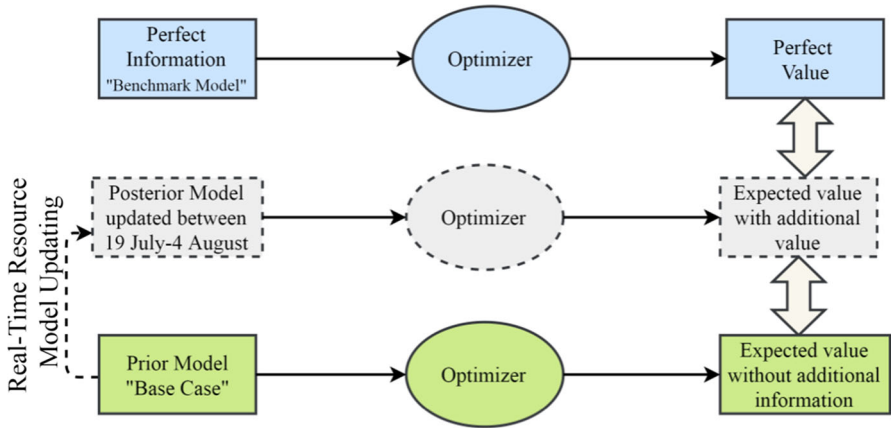 Perfect
Information
"Benchmark Model"
Optimizer
Perfect
Value
Real-Time Resource
Model Updating
Posterior Model
updated between
19 July-4 August
Optimizer
Expected value
with additional
value
Prior Model
"Base Case"
Optimizer
Expected value
without additional
information